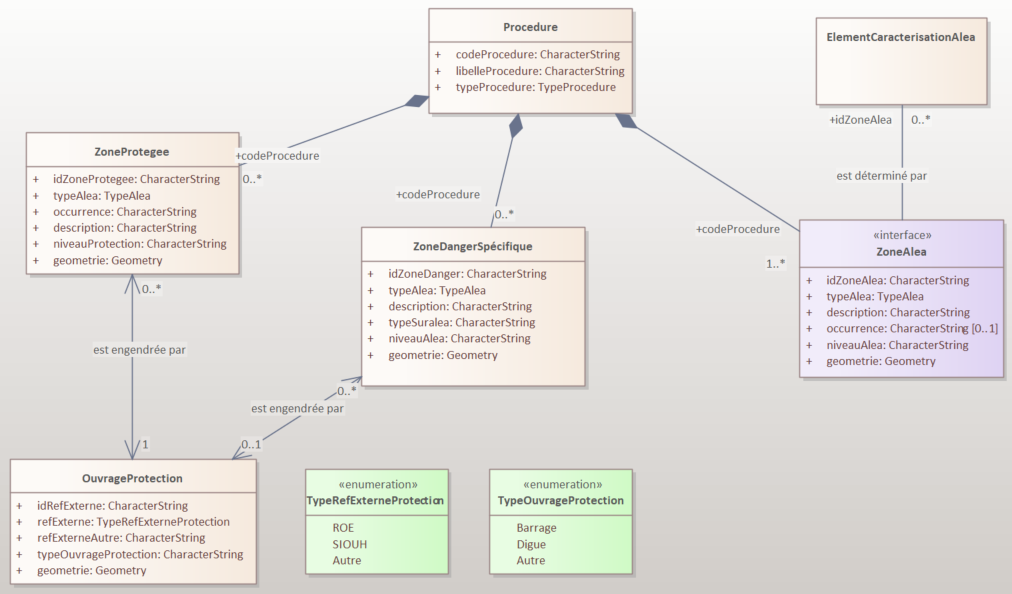 Procedure
+ codeProcedure: CharacterString
+ libelleProcedure: CharacterString
+ typeProcedure: TypeProcedure
ElementCaracterisationAlea
+idZoneAlea 0..*
est déterminé par
ZoneProtegee
+ idZoneProtegee: CharacterString
+ typeAlea: TypeAlea
+ occurrence: CharacterString
+ description: CharacterString
+ niveauProtection: CharacterString
+ geometrie: Geometry
+codeProcedure
0..*
+codeProcedure
0..*
+codeProcedure
1..*
ZoneDangerSpécifique
+ idZoneDanger: CharacterString
+ typeAlea: TypeAlea
+ description: CharacterString
+ typeSuralea: CharacterString
+ niveauAlea: CharacterString
+ geometrie: Geometry
«interface»
ZoneAlea
+ idZoneAlea: CharacterString
+ typeAlea: TypeAlea
+ description: CharacterString
+ occurrence: CharacterString [0..1]
+ niveauAlea: CharacterString
+ geometrie: Geometry
0..*
est engendrée par
1
0..*
est engendrée par
0..1
OuvrageProtection
+ idRefExterne: CharacterString
+ refExterne: TypeRefExterneProtection
+ refExterneAutre: CharacterString
+ typeOuvrageProtection: CharacterString
+ geometrie: Geometry
«enumeration»
TypeRefExterneProtection
ROE
SIOUH
Autre
«enumeration»
TypeOuvrageProtection
Barrage
Digue
Autre